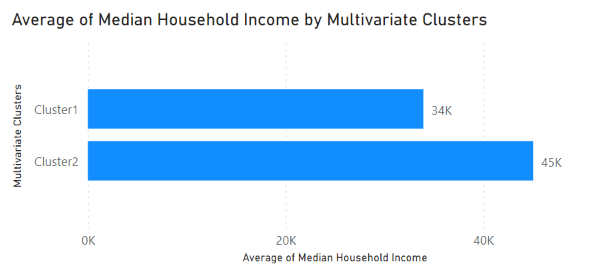 Average of Median Household Income by Multivariate Clusters
Multivariate Clusters
Cluster1
34K
Cluster2
45K
0K
20K
40K
Average of Median Household Income